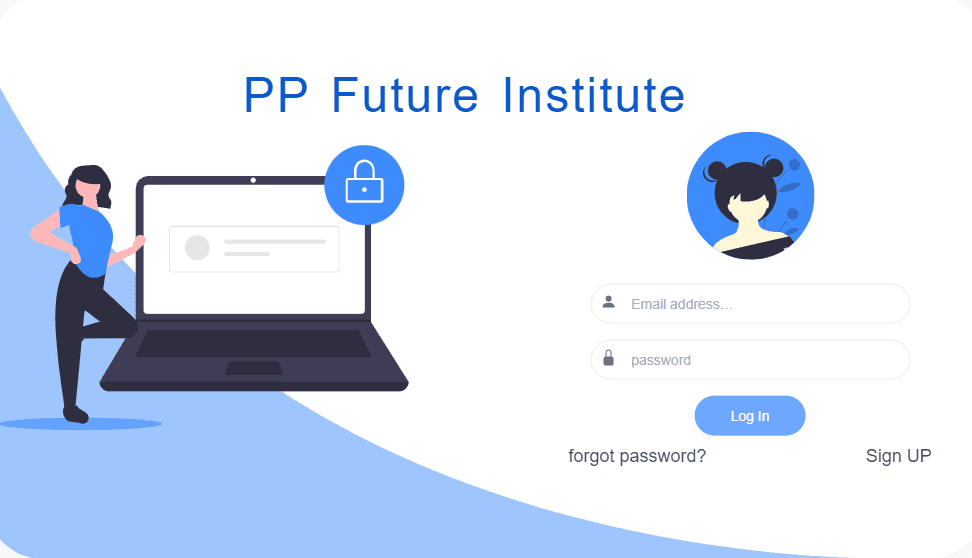 PP Future Institute
Email address...
password
Log In
forgot password?
Sign UP